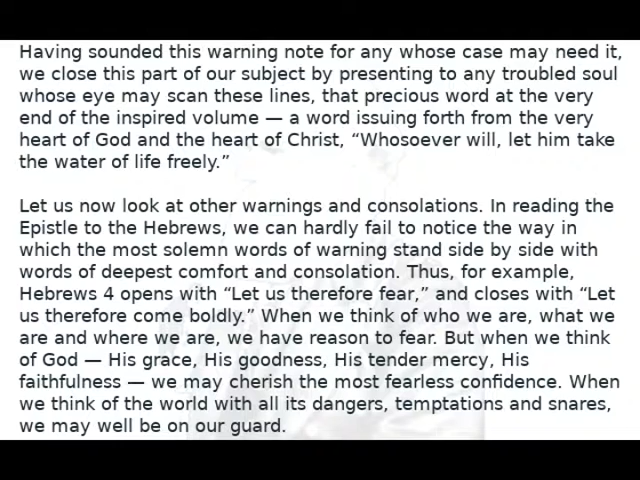 Having sounded this warning note for any whose case may need it,
we close this part of our subject by presenting to any troubled soul
whose eye may scan these lines, that precious word at the very
end of the inspired volume — a word issuing forth from the very
heart of God and the heart of Christ, “Whosoever will, let him take
the water of life freely.”
Let us now look at other warnings and consolations. In reading the
Epistle to the Hebrews, we can hardly fail to notice the way in
which the most solemn words of warning stand side by side with
words of deepest comfort and consolation. Thus, for example,
Hebrews 4 opens with “Let us therefore fear,” and closes with “Let
us therefore come boldly.” When we think of who we are, what we
are and where we are, we have reason to fear. But when we think
of God — His grace, His goodness, His tender mercy, His
faithfulness — we may cherish the most fearless confidence. When
we think of the world with all its dangers, temptations and snares,
we may well be on our guard.